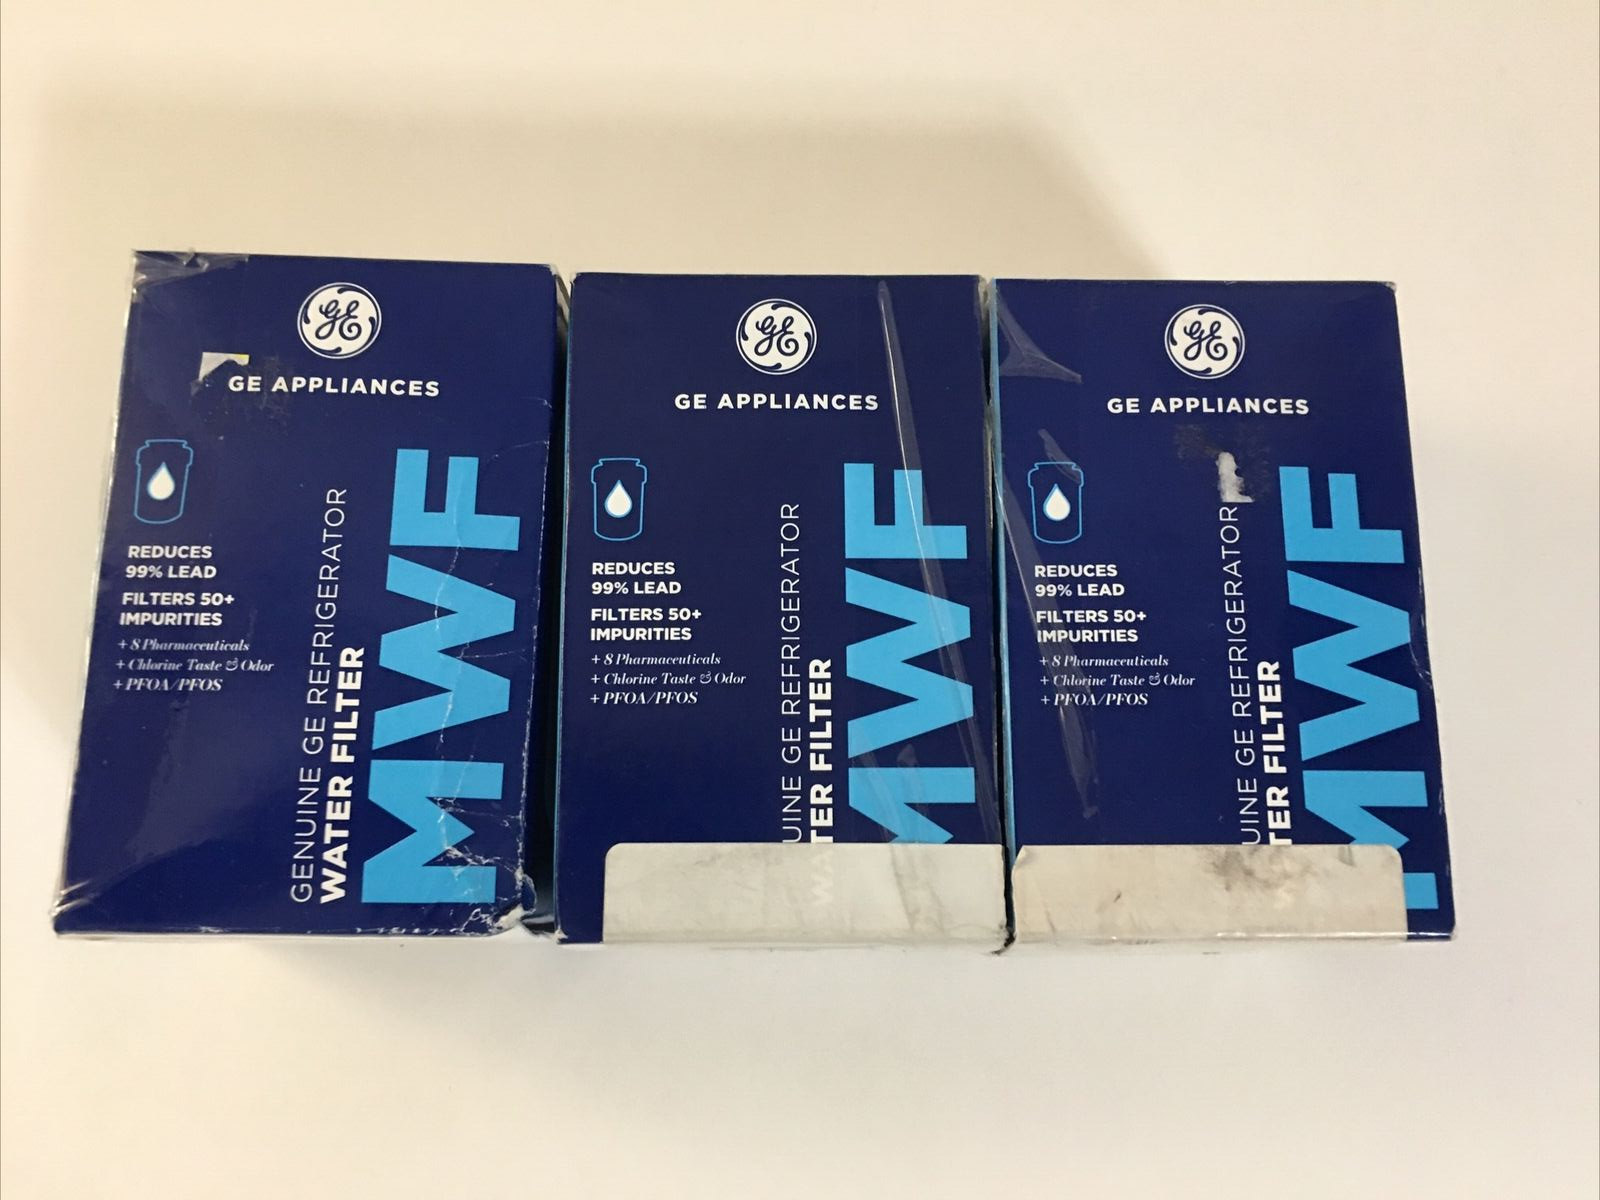 GE
GE APPLIANCES
REDUCES
99% LEAD
FILTERS 50+
IMPURITIES
+ 8 Pharmaceuticals
+ Chlorine Taste & Odor
+ PFOA/PFOS
GENUINE GE REFRIGERATOR
WATER FILTER
MWF
GE
GE APPLIANCES
REDUCES
99% LEAD
FILTERS 50+
IMPURITIES
+ 8 Pharmaceuticals
+ Chlorine Taste & Odor
+ PFOA/PFOS
UINE GE REFRIGERATOR
WATER FILTER
MWF
GE
GE APPLIANCES
REDUCES
99% LEAD
FILTERS 50+
IMPURITIES
+ 8 Pharmaceuticals
+ Chlorine Taste & Odor
+ PFOA/PFOS
UINE GE REFRIGERATOR
TER FILTER
MWF